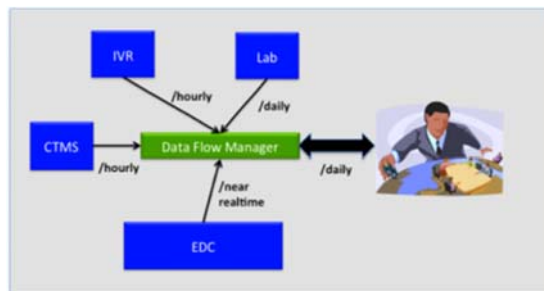 IVR
Lab
/hourly
/daily
CTMS
Data Flow Manager
/hourly
/daily
/near
realtime
EDC